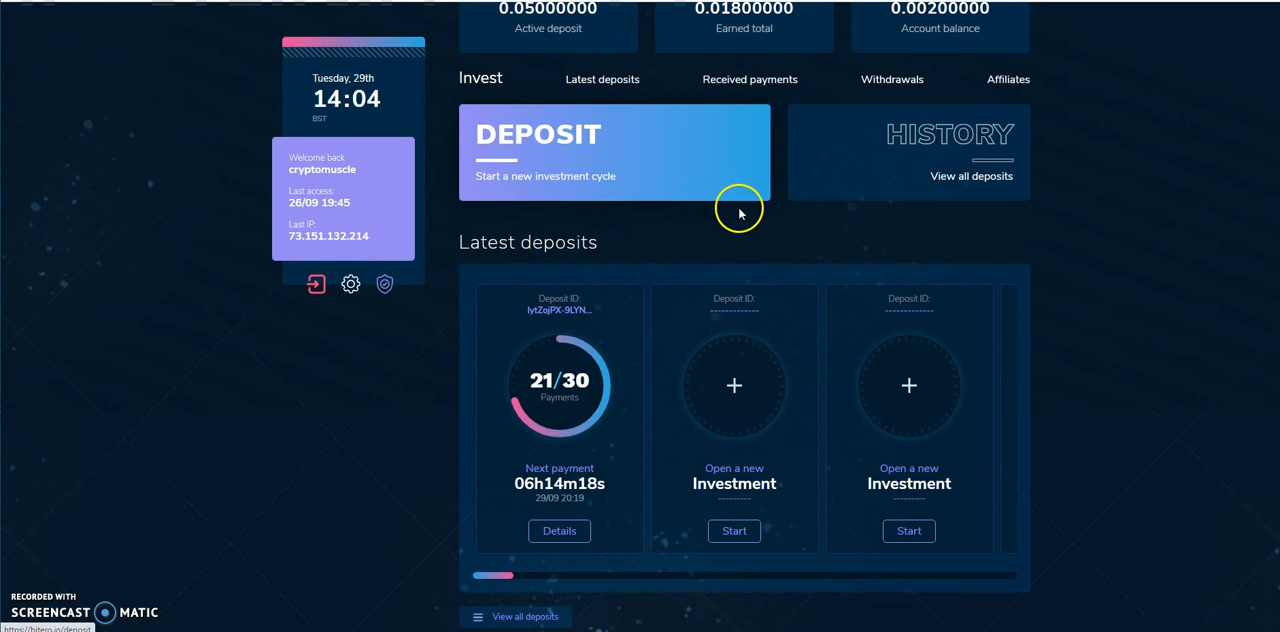 0.05000000
Active deposit
0.01800000
Earned total
0.00200000
Account balance
Tuesday, 29th
14:04
BST
Welcome back
cryptomuscle
Last access:
26/09 19:45
Last IP:
73.151.132.214
Invest
Latest deposits
Received payments
Withdrawals
Affiliates
DEPOSIT
Start a new investment cycle
HISTORY
View all deposits
Latest deposits
Deposit ID:
lytZojPX-9LYN...
21/30
Payments
Next payment
06h14m18s
29/09 20:19
Details
Deposit ID:
-------------
+
Open a new
Investment
---------
Start
Deposit ID:
-------------
+
Open a new
Investment
---------
Start
View all deposits
RECORDED WITH
SCREENCAST MATIC
https://bitero.io/deposit